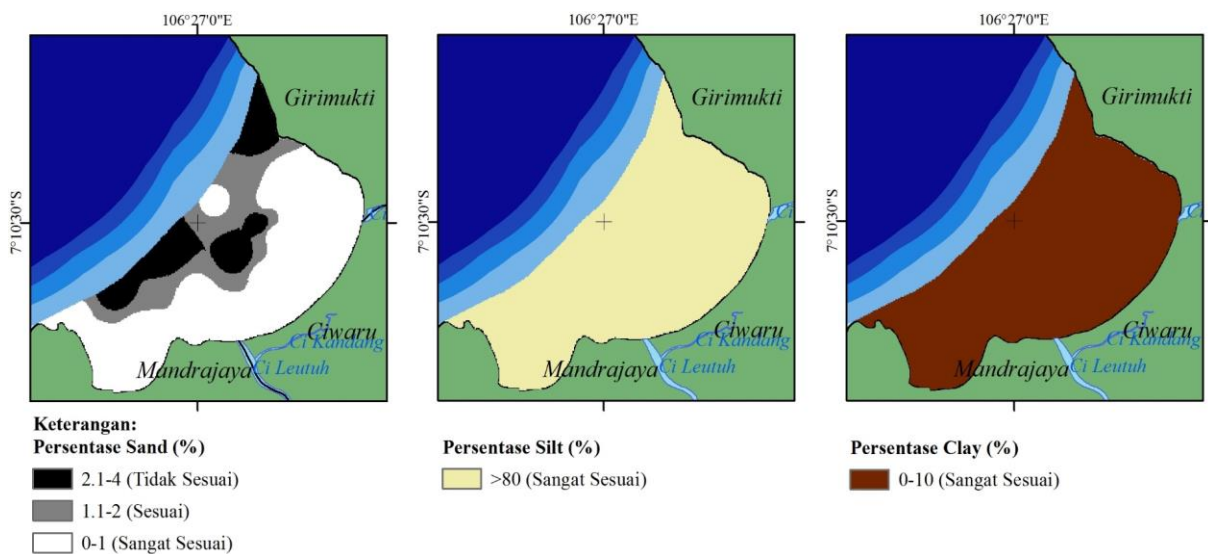 106°27'0"E
7°10'30"S
Girimukti
Ci
Ciwaru
Ci Kandang
Mandrajaya
Ci Leutuh
Keterangan:
Persentase Sand (%)
2.1-4 (Tidak Sesuai)
1.1-2 (Sesuai)
0-1 (Sangat Sesuai)
106°27'0"E
7°10'30"S
Girimukti
Ci
Ciwaru
Ci Kandang
Mandrajaya
Ci Leutuh
Persentase Silt (%)
>80 (Sangat Sesuai)
106°27'0"E
7°10'30"S
Girimukti
Ci
Ciwaru
Ci Kandang
Mandrajaya
Ci Leutuh
Persentase Clay (%)
0-10 (Sangat Sesuai)